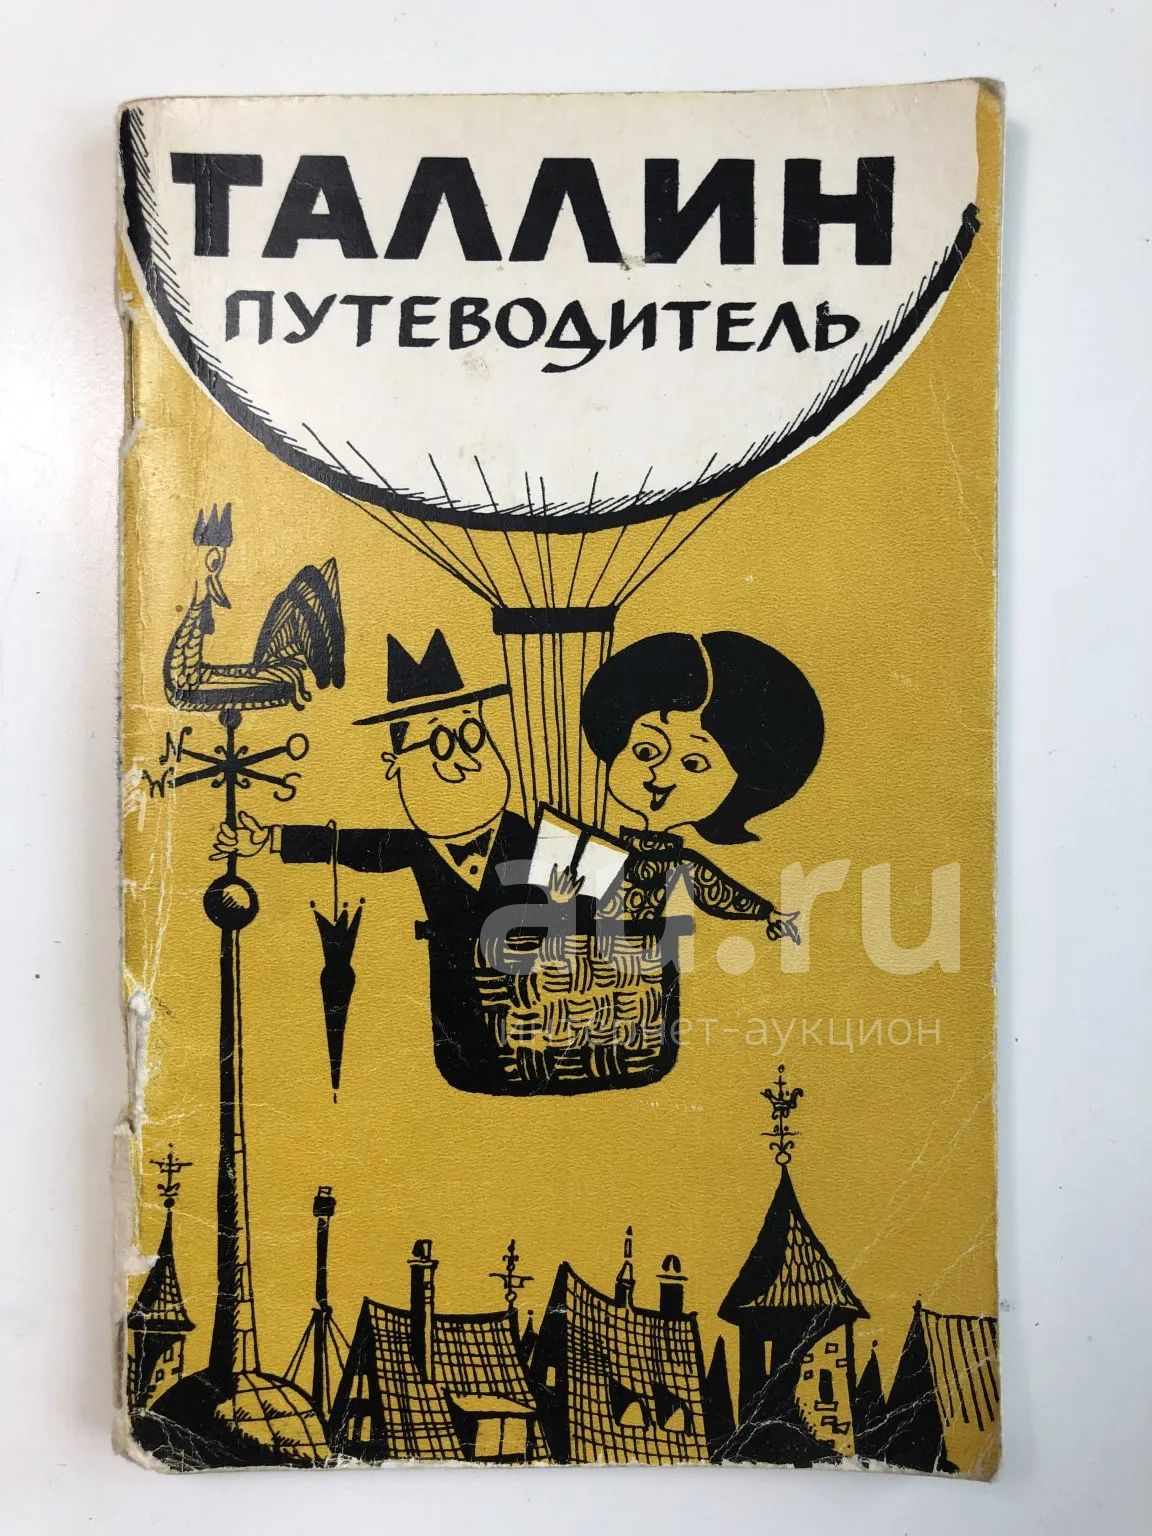 ТАЛЛИН
ПУТЕВОДИТЕЛЬ
N O
W S
au.ru
интернет-аукцион